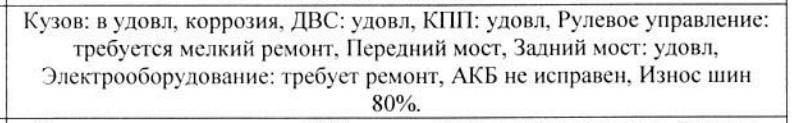 Кузов: в удовл, коррозия, ДВС: удовл, КПП: удовл, Рулевое управление:
требуется мелкий ремонт, Передний мост, Задний мост: удовл,
Электрооборудование: требует ремонт, АКБ не исправен, Износ шин
80%.